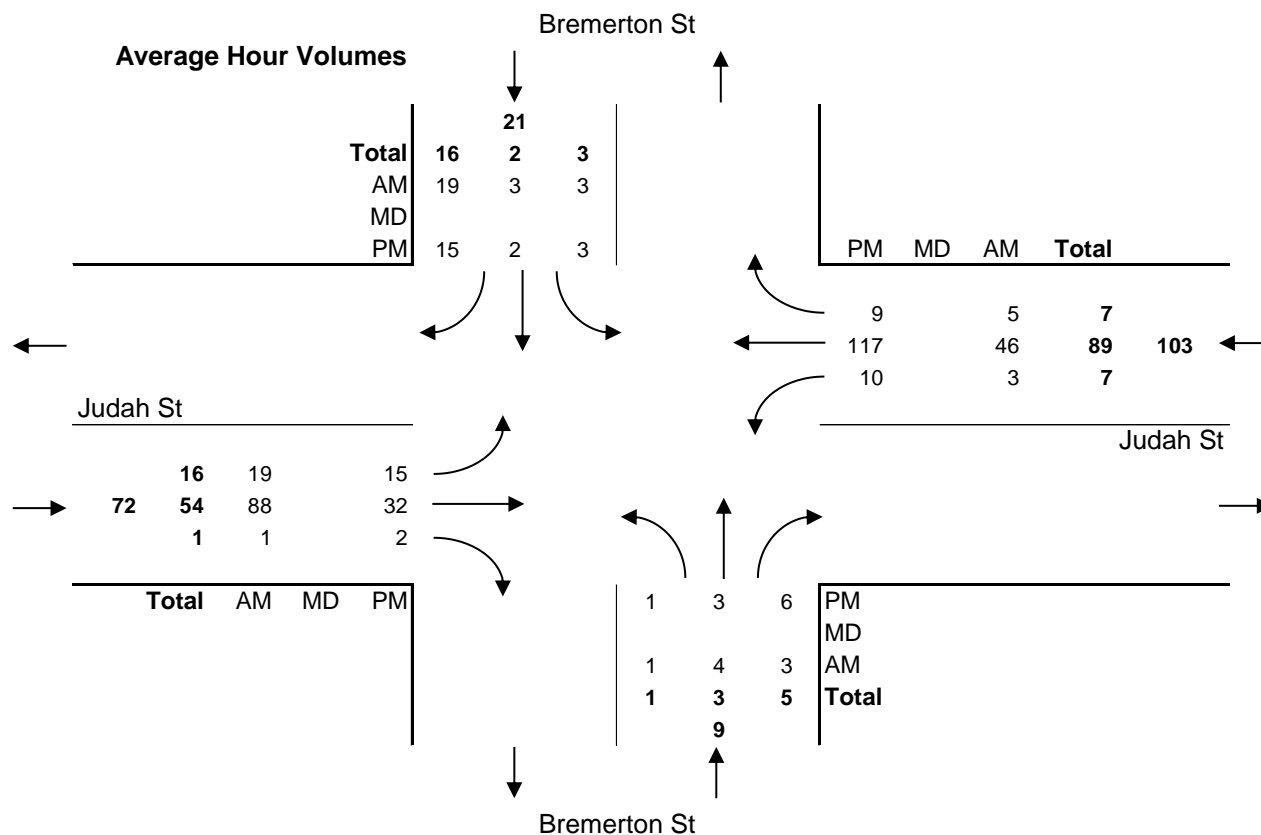 Bremerton St
Average Hour Volumes
21
Total 16 2 3
AM 19 3 3
MD
PM 15 2 3
PM MD AM Total
9 5 7
117 46 89 103
10 3 7
Judah St
Judah St
16 19 15
72 54 88 32
1 1 2
Total AM MD PM
1 3 6 PM
MD
1 4 3 AM
1 3 5 Total
9
Bremerton St